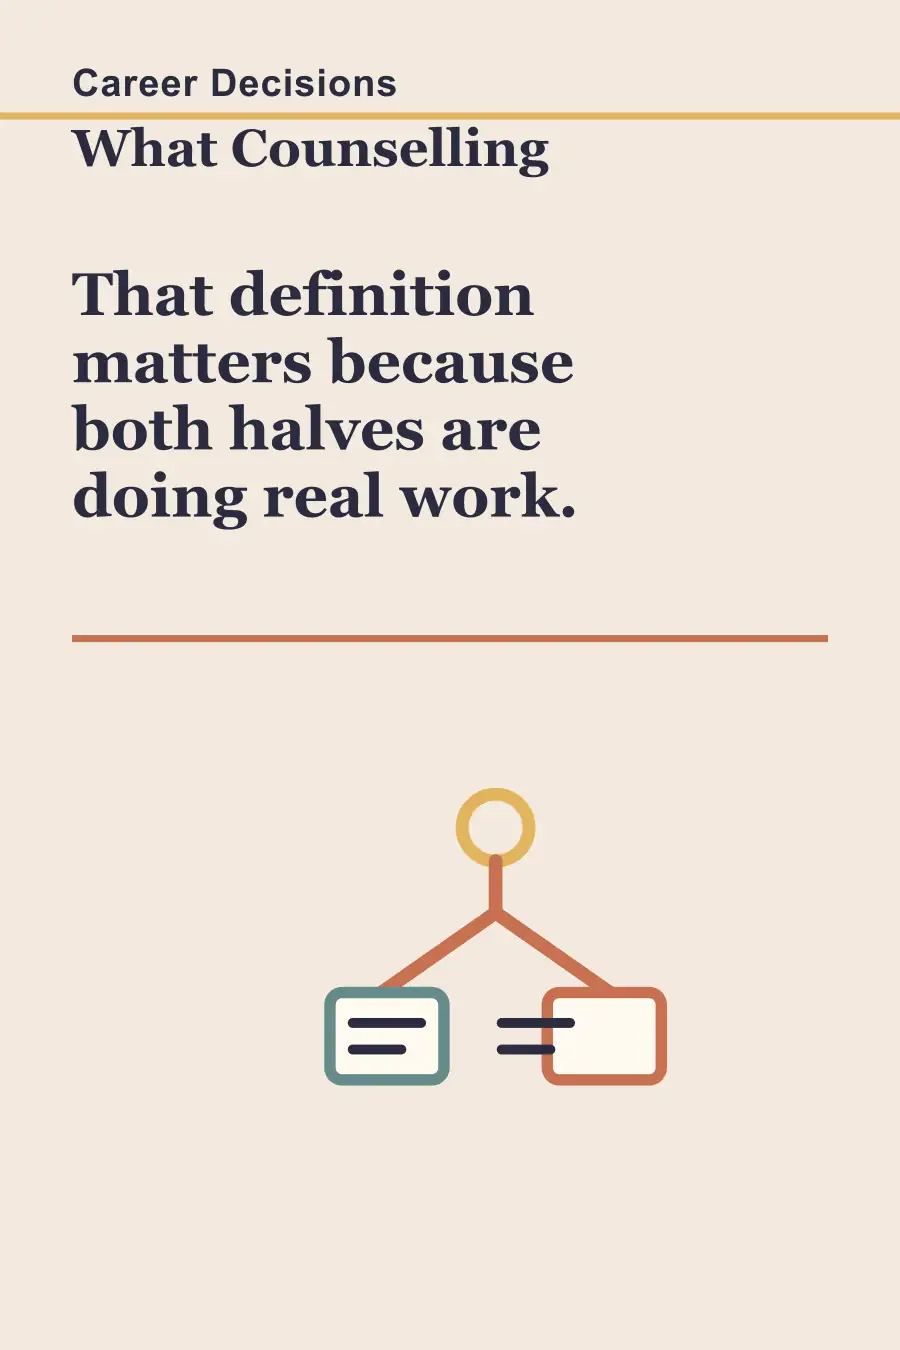 Career Decisions
What Counselling
That definition
matters because
both halves are
doing real work.